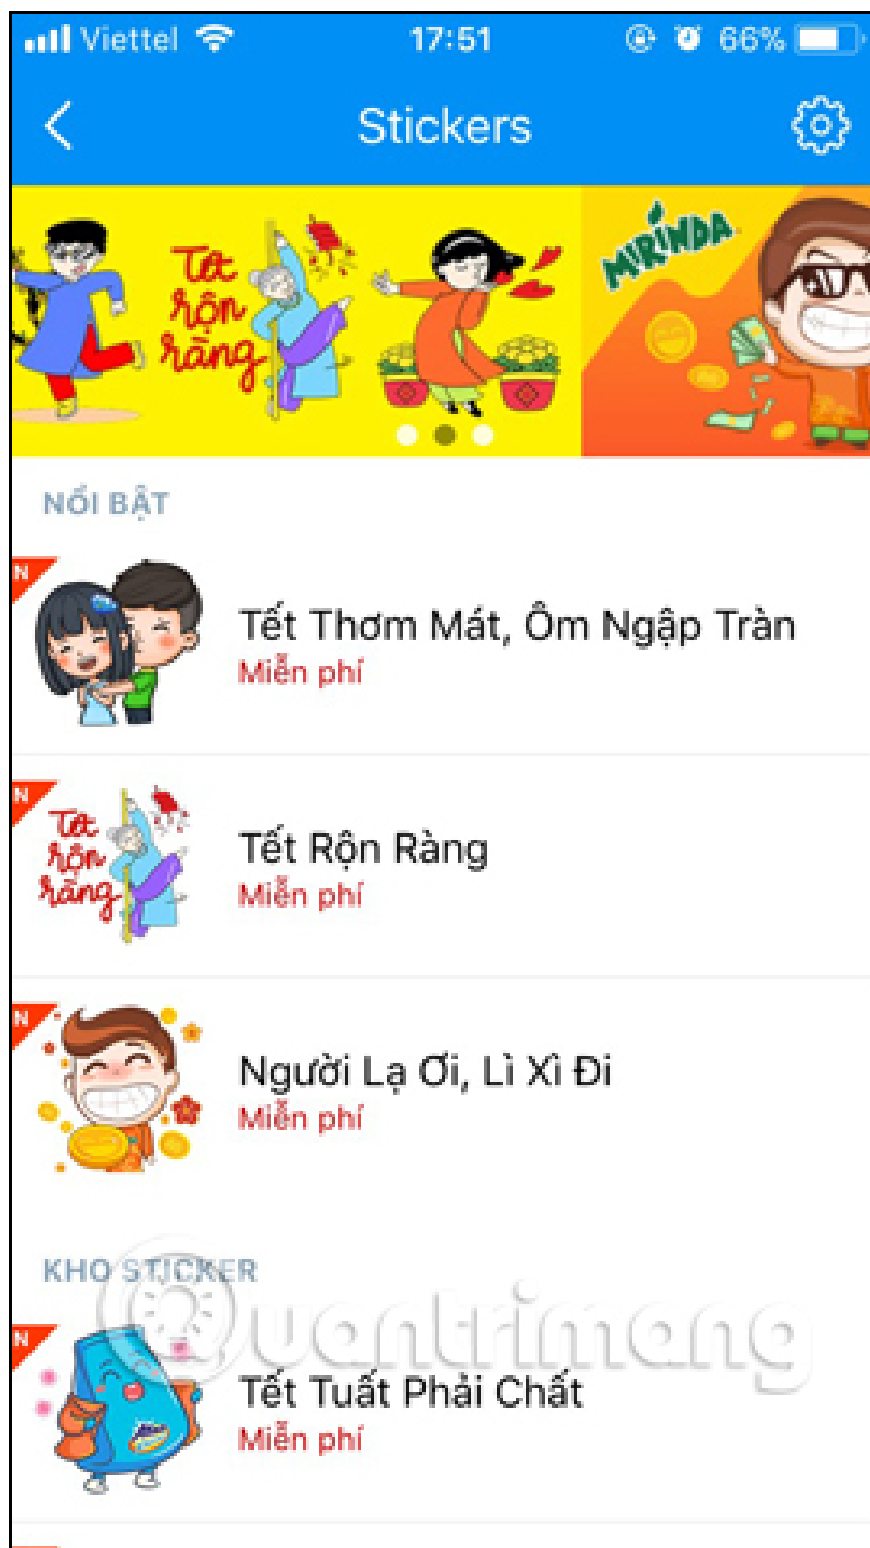 Viettel 17:51 66%
Stickers
Tết
rộn
ràng
MIRINDA
NỔI BẬT
N
Tết Thơm Mát, Ôm Ngập Tràn
Miễn phí
N
Tết
rộn
ràng
Tết Rộn Ràng
Miễn phí
N
Người Lạ Ơi, Lì Xì Đi
Miễn phí
KHO STICKER
Quantrimang
N
Tết Tuất Phải Chất
Miễn phí